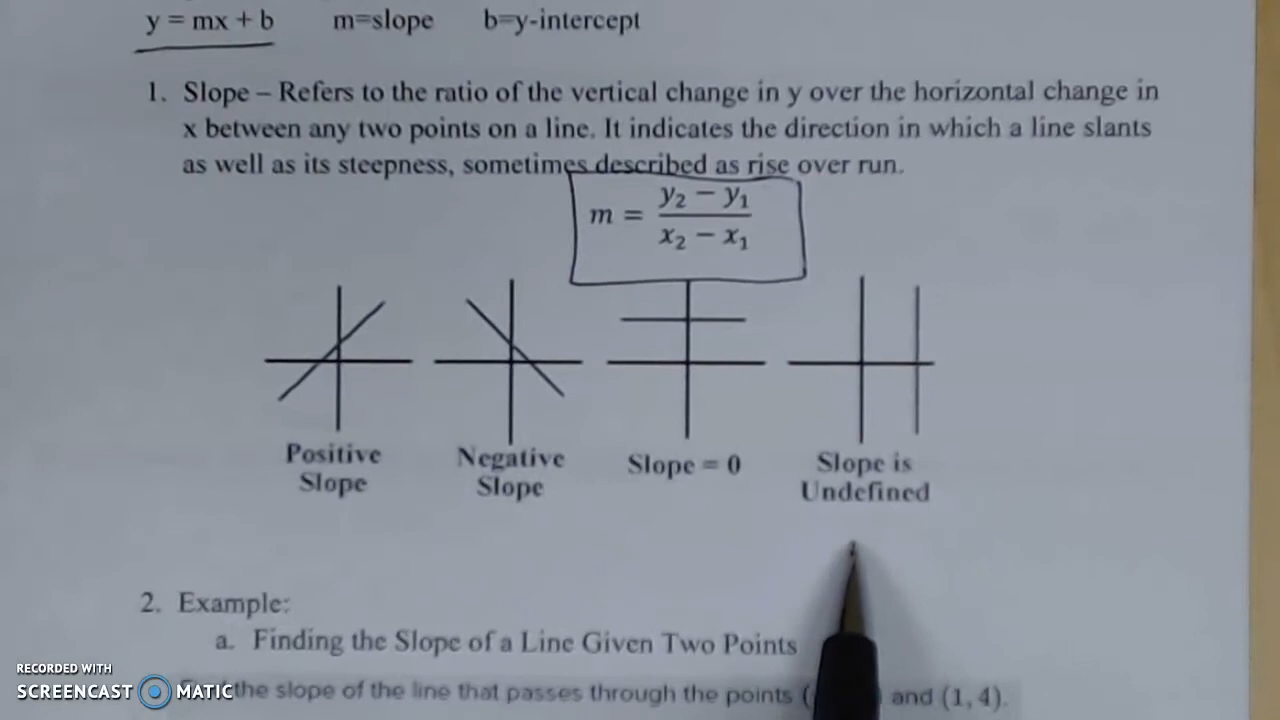 y = mx + b m=slope b=y-intercept
1. Slope – Refers to the ratio of the vertical change in y over the horizontal change in
x between any two points on a line. It indicates the direction in which a line slants
as well as its steepness, sometimes described as rise over run.
m = (y₂ − y₁)/(x₂ − x₁)
Positive Slope
Negative Slope
Slope = 0
Slope is Undefined
2. Example:
a. Finding the Slope of a Line Given Two Points
the slope of the line that passes through the points ( and (1, 4).
RECORDED WITH
SCREENCAST MATIC